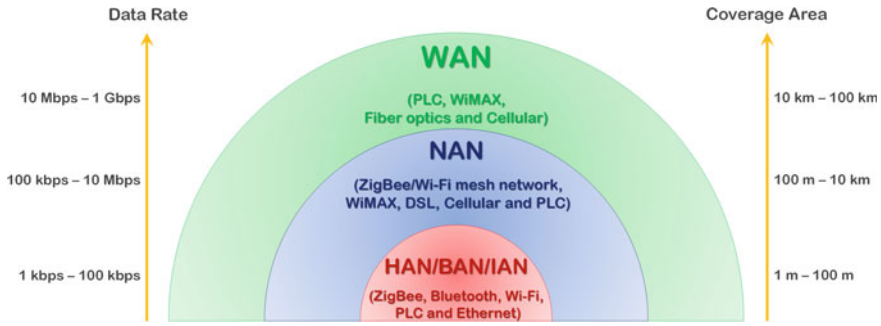 Data Rate
Coverage Area
WAN
10 Mbps – 1 Gbps
(PLC, WiMAX,
Fiber optics and Cellular)
10 km – 100 km
NAN
100 kbps – 10 Mbps
(ZigBee/Wi-Fi mesh network,
WiMAX, DSL, Cellular and PLC)
100 m – 10 km
HAN/BAN/IAN
1 kbps – 100 kbps
(ZigBee, Bluetooth, Wi-Fi,
PLC and Ethernet)
1 m – 100 m